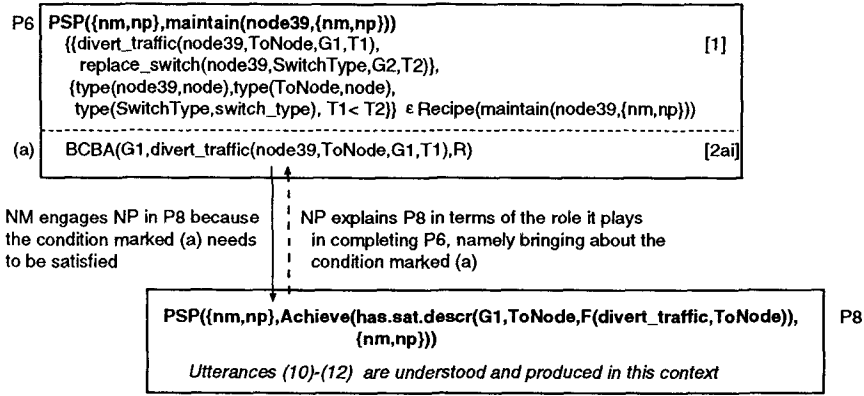 P6 PSP({nm,np},maintain(node39,{nm,np}))
{{divert_traffic(node39,ToNode,G1,T1), [1]
replace_switch(node39,SwitchType,G2,T2)},
{type(node39,node),type(ToNode,node),
type(SwitchType,switch_type), T1< T2}} ε Recipe(maintain(node39,{nm,np}))
(a) BCBA(G1,divert_traffic(node39,ToNode,G1,T1),R) [2ai]
NM engages NP in P8 because
the condition marked (a) needs
to be satisfied
NP explains P8 in terms of the role it plays
in completing P6, namely bringing about the
condition marked (a)
PSP({nm,np},Achieve(has.sat.descr(G1,ToNode,F(divert_traffic,ToNode)), P8
{nm,np}))
Utterances (10)-(12) are understood and produced in this context